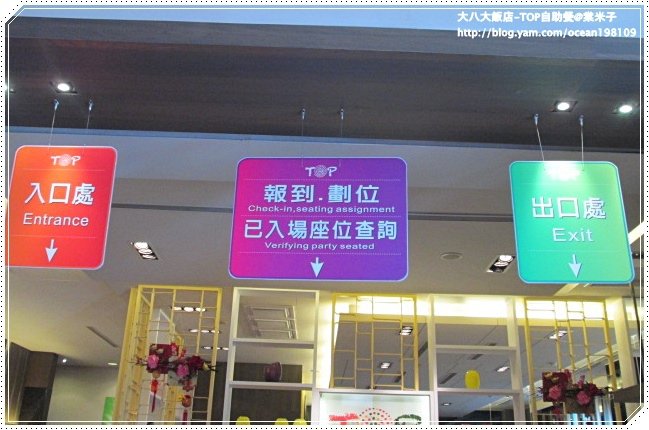 大八大飯店-TOP自助餐@業米子
http://blog.yam.com/ocean198109
TOP
入口處
Entrance
TOP
報到.劃位
Check-in,seating assignment
已入場座位查詢
Verifying party seated
TOP
出口處
Exit